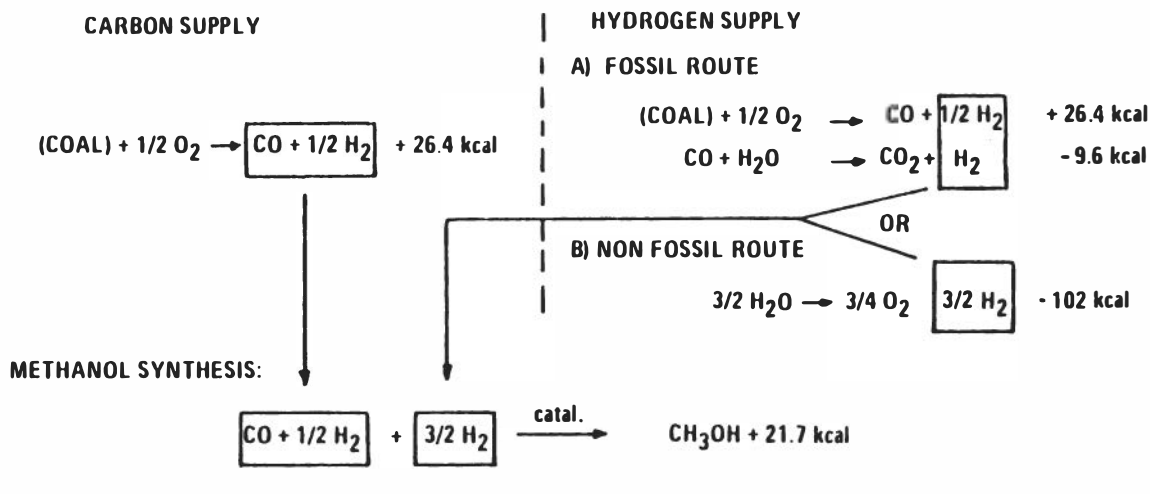 CARBON SUPPLY
HYDROGEN SUPPLY
A) FOSSIL ROUTE
(COAL) + 1/2 O₂ → CO + 1/2 H₂ + 26.4 kcal
CO + H₂O → CO₂ + H₂ - 9.6 kcal
(COAL) + 1/2 O₂ → CO + 1/2 H₂ + 26.4 kcal
OR
B) NON FOSSIL ROUTE
3/2 H₂O → 3/4 O₂ 3/2 H₂ - 102 kcal
METHANOL SYNTHESIS:
catal.
CO + 1/2 H₂ + 3/2 H₂ → CH₃OH + 21.7 kcal